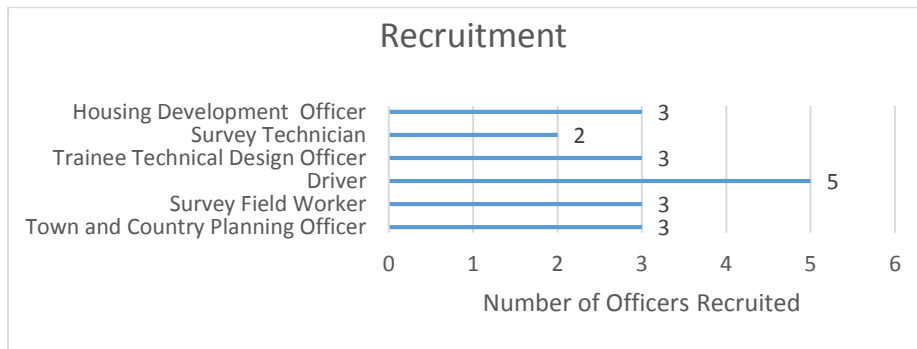 Recruitment
Housing Development Officer 3
Survey Technician 2
Trainee Technical Design Officer 3
Driver 5
Survey Field Worker 3
Town and Country Planning Officer 3
0 1 2 3 4 5 6
Number of Officers Recruited